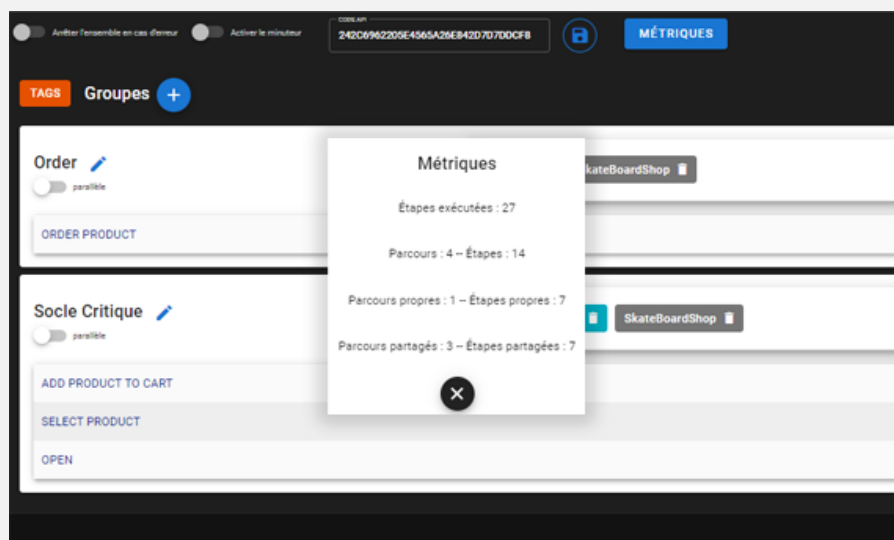 Arrêter l'ensemble en cas d'erreur
Activer le minuteur
CODE API
242C6962205E4565A26E842D7D7DDCF8
MÉTRIQUES
TAGS
Groupes
Order
parallèle
kateBoardShop
ORDER PRODUCT
Métriques
Étapes exécutées : 27
Parcours : 4 – Étapes : 14
Parcours propres : 1 – Étapes propres : 7
Parcours partagés : 3 – Étapes partagées : 7
Socle Critique
parallèle
SkateBoardShop
ADD PRODUCT TO CART
SELECT PRODUCT
OPEN